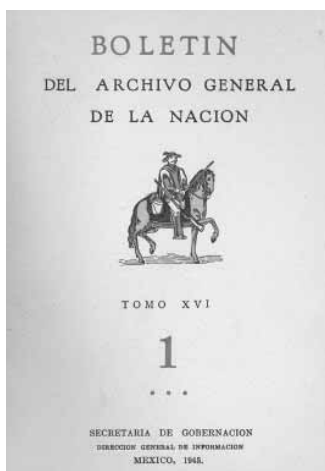 BOLETIN
DEL ARCHIVO GENERAL
DE LA NACION
TOMO XVI
1
* * *
SECRETARIA DE GOBERNACION
DIRECCION GENERAL DE INFORMACION
MEXICO, 1945.